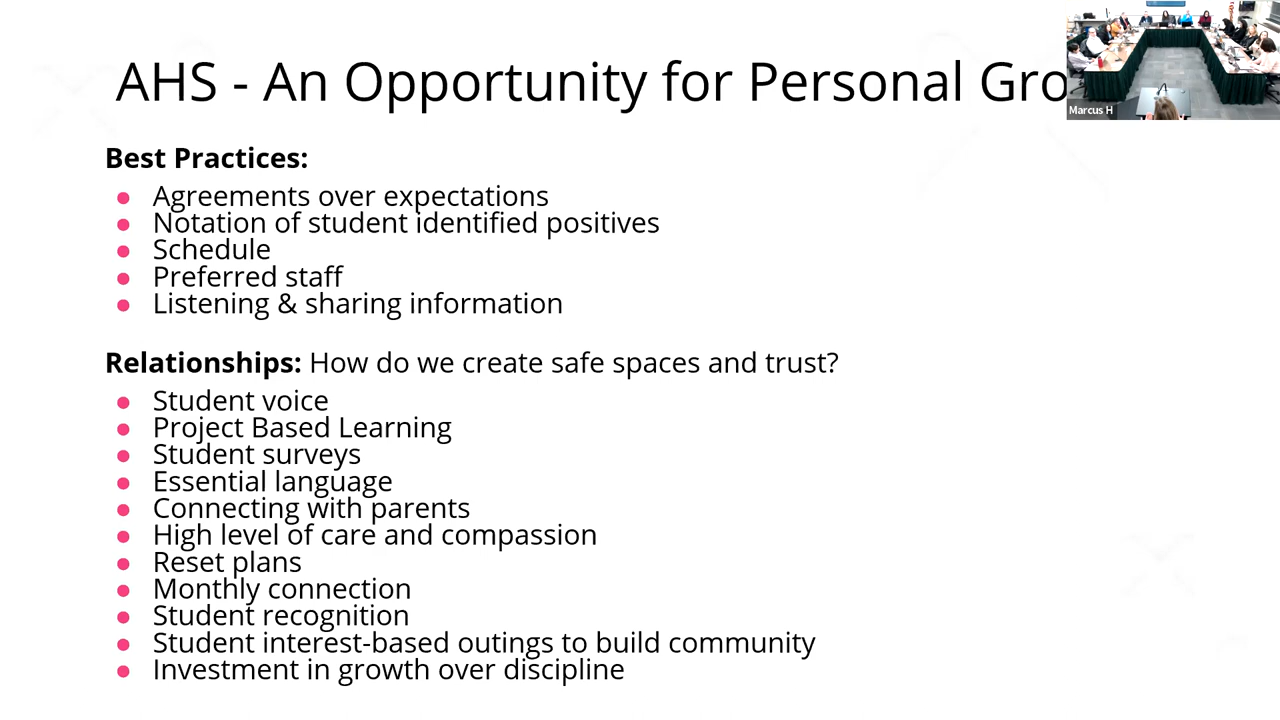 AHS - An Opportunity for Personal Gro
Marcus H
Best Practices:
Agreements over expectations
Notation of student identified positives
Schedule
Preferred staff
Listening & sharing information
Relationships: How do we create safe spaces and trust?
Student voice
Project Based Learning
Student surveys
Essential language
Connecting with parents
High level of care and compassion
Reset plans
Monthly connection
Student recognition
Student interest-based outings to build community
Investment in growth over discipline